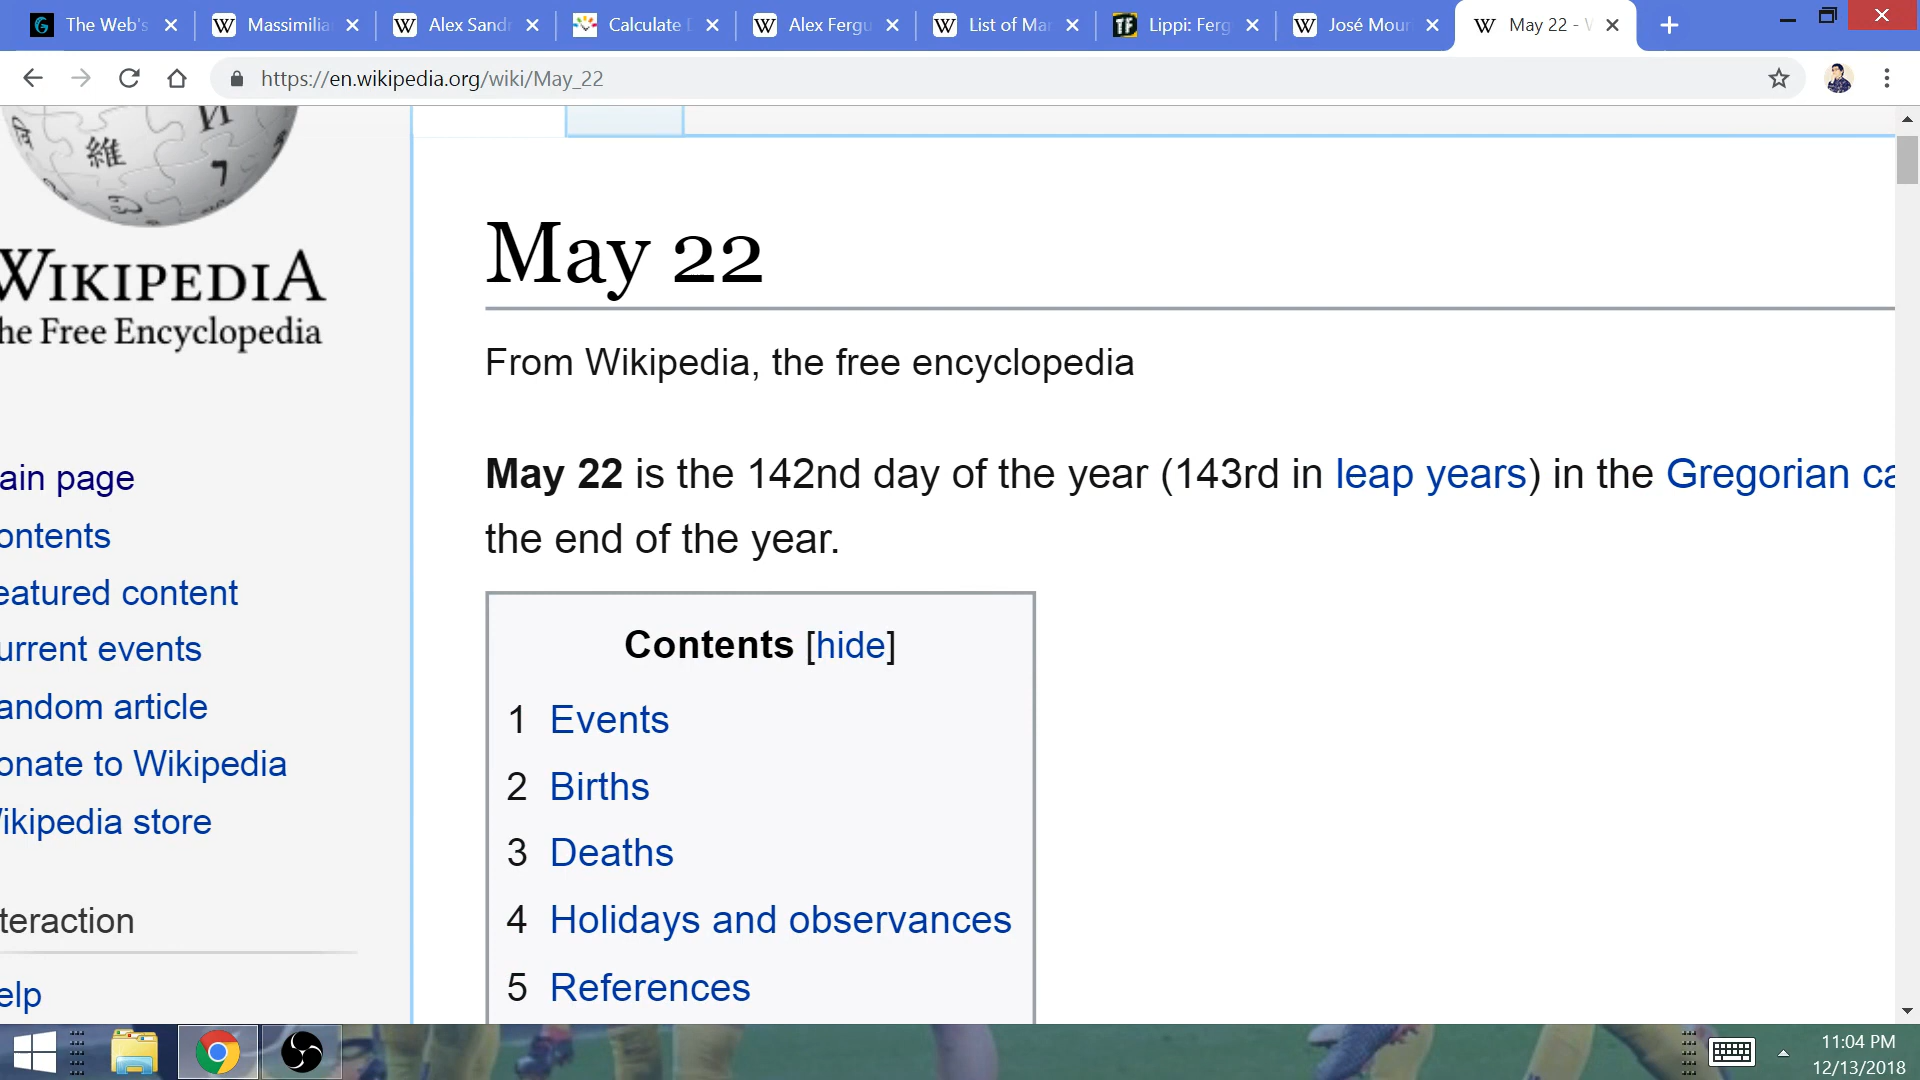 The Web's
Massimilia
Alex Sandr
Calculate D
Alex Fergu
List of Mar
Lippi: Ferg
José Mour
May 22 - W
https://en.wikipedia.org/wiki/May_22
維
WIKIPEDIA
he Free Encyclopedia
ain page
ontents
eatured content
urrent events
andom article
onate to Wikipedia
ikipedia store
teraction
elp
May 22
From Wikipedia, the free encyclopedia
May 22 is the 142nd day of the year (143rd in leap years) in the Gregorian ca
the end of the year.
Contents [hide]
1 Events
2 Births
3 Deaths
4 Holidays and observances
5 References
11:04 PM
12/13/2018